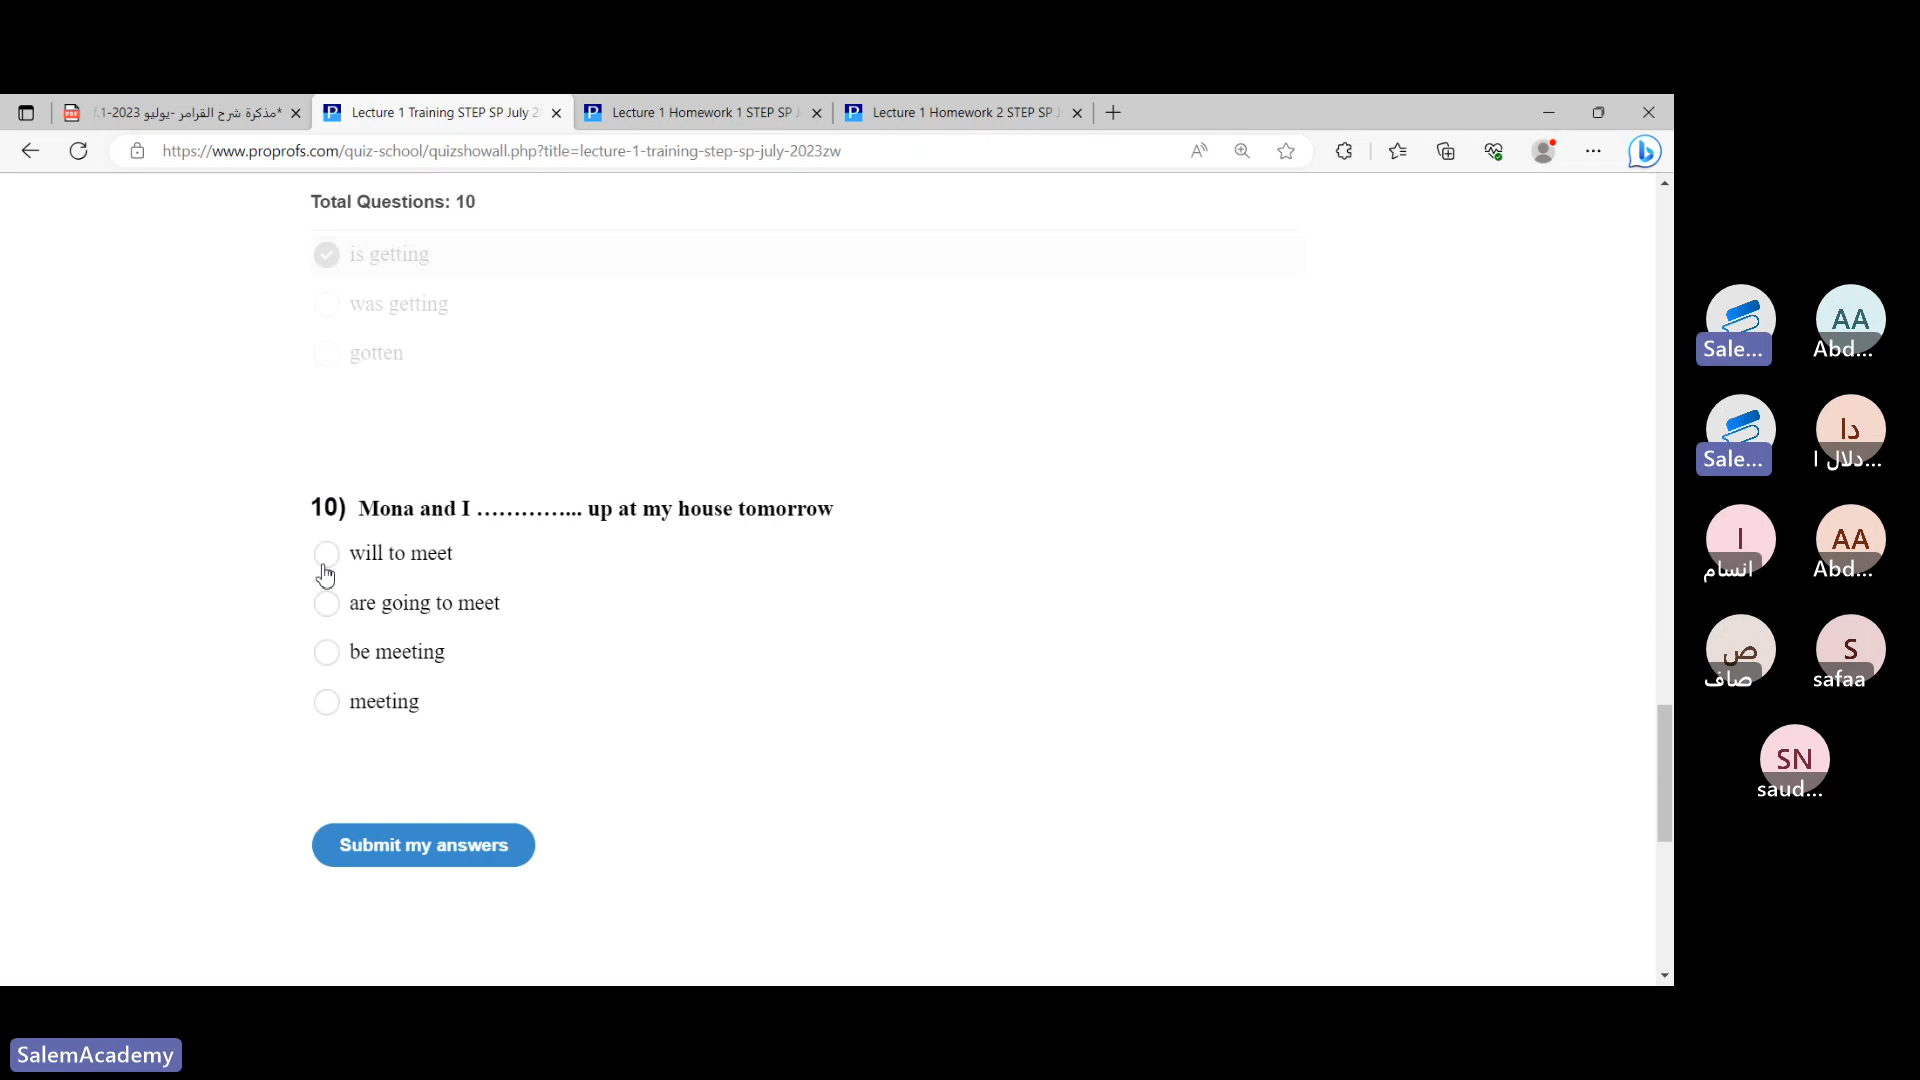 *مذكرة شرح القرامر -يوليو 2023-1.
Lecture 1 Training STEP SP July 2
Lecture 1 Homework 1 STEP SP J
Lecture 1 Homework 2 STEP SP J
https://www.proprofs.com/quiz-school/quizshowall.php?title=lecture-1-training-step-sp-july-2023zw
Total Questions: 10
is getting
was getting
gotten
10) Mona and I ………….... up at my house tomorrow
will to meet
are going to meet
be meeting
meeting
Submit my answers
Sale...
AA
Abd...
Sale...
دا
دلال ا...
ا
انسام
AA
Abd...
ص
صاف
S
safaa
SN
saud...
SalemAcademy